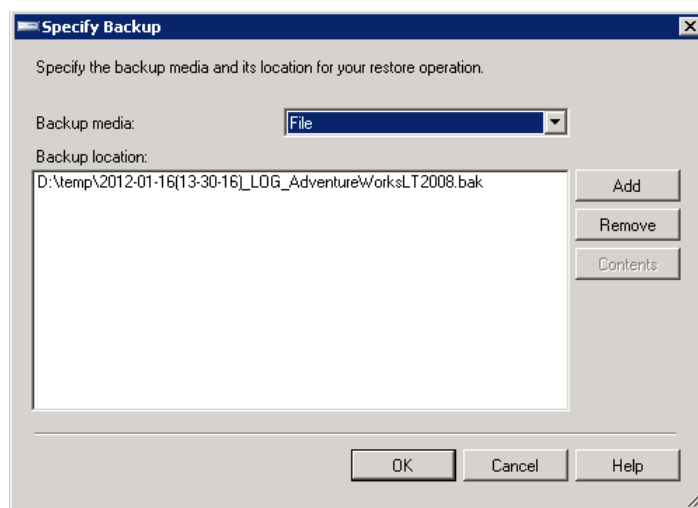 Specify Backup
Specify the backup media and its location for your restore operation.
Backup media:
File
Backup location:
D:\temp\2012-01-16(13-30-16)_LOG_AdventureWorksLT2008.bak
Add
Remove
Contents
OK
Cancel
Help